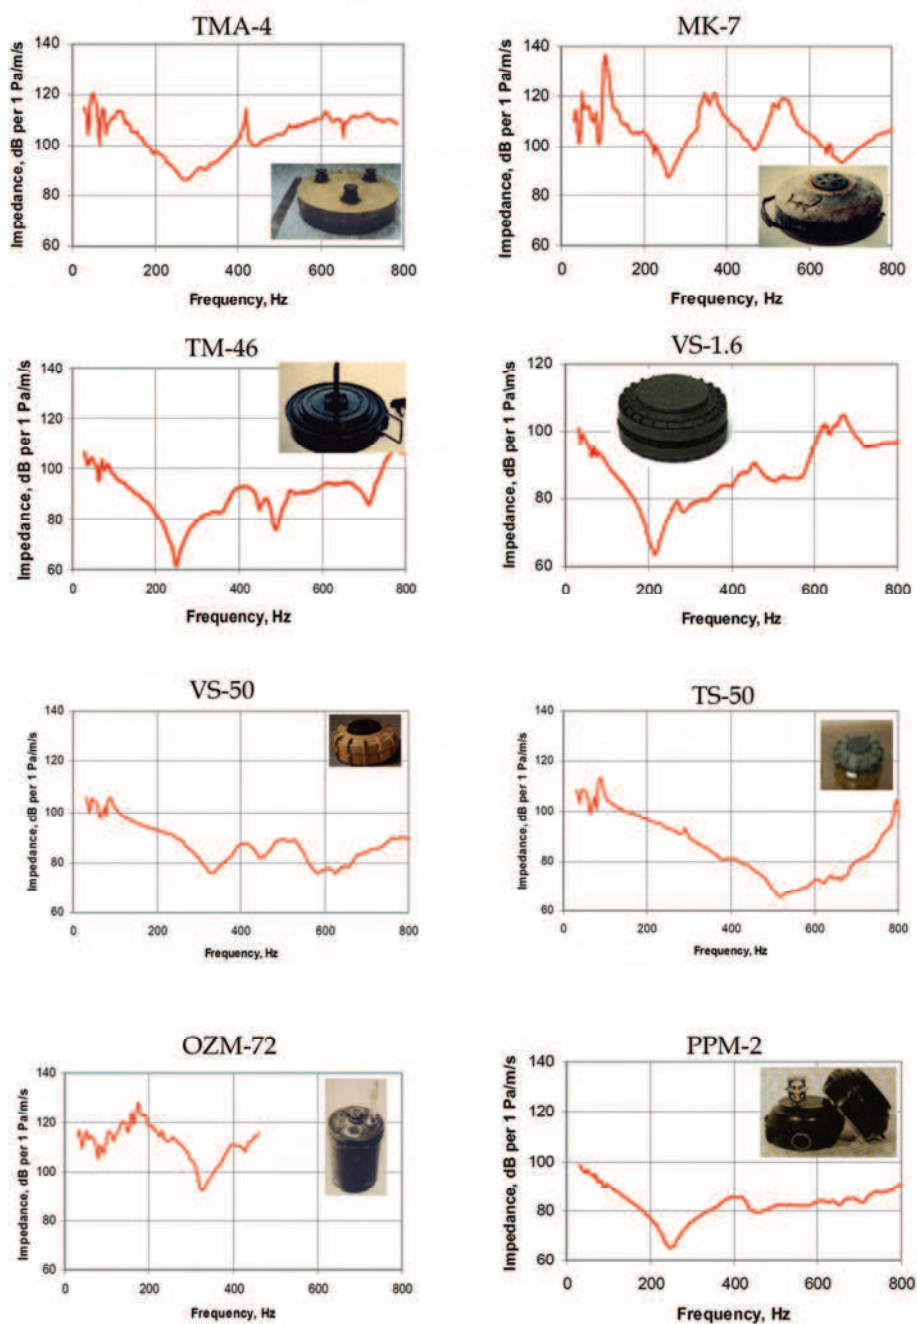 TMA-4
Impedance, dB per 1 Pa/m/s
140
120
100
80
60
0 200 400 600 800
Frequency, Hz
MK-7
Impedance, dB per 1 Pa/m/s
140
120
100
80
60
0 200 400 600 800
Frequency, Hz
TM-46
Impedance, dB per 1 Pa/m/s
140
120
100
80
60
0 200 400 600 800
Frequency, Hz
VS-1.6
Impedance, dB per 1 Pa\m\s
120
100
80
60
0 200 400 600 800
Frequency, Hz
VS-50
Impedance, dB per 1 Pa/m/s
140
120
100
80
60
0 200 400 600 800
Frequency, Hz
TS-50
Impedance, dB per 1 Pa/m/s
140
120
100
80
60
0 200 400 600 800
Frequency, Hz
OZM-72
Impedance, dB per 1 Pa/m/s
140
120
100
80
60
0 200 400 600 800
Frequency, Hz
PPM-2
Impedance, dB per 1 Pa/m/s
140
120
100
80
60
0 200 400 600 800
Frequency, Hz